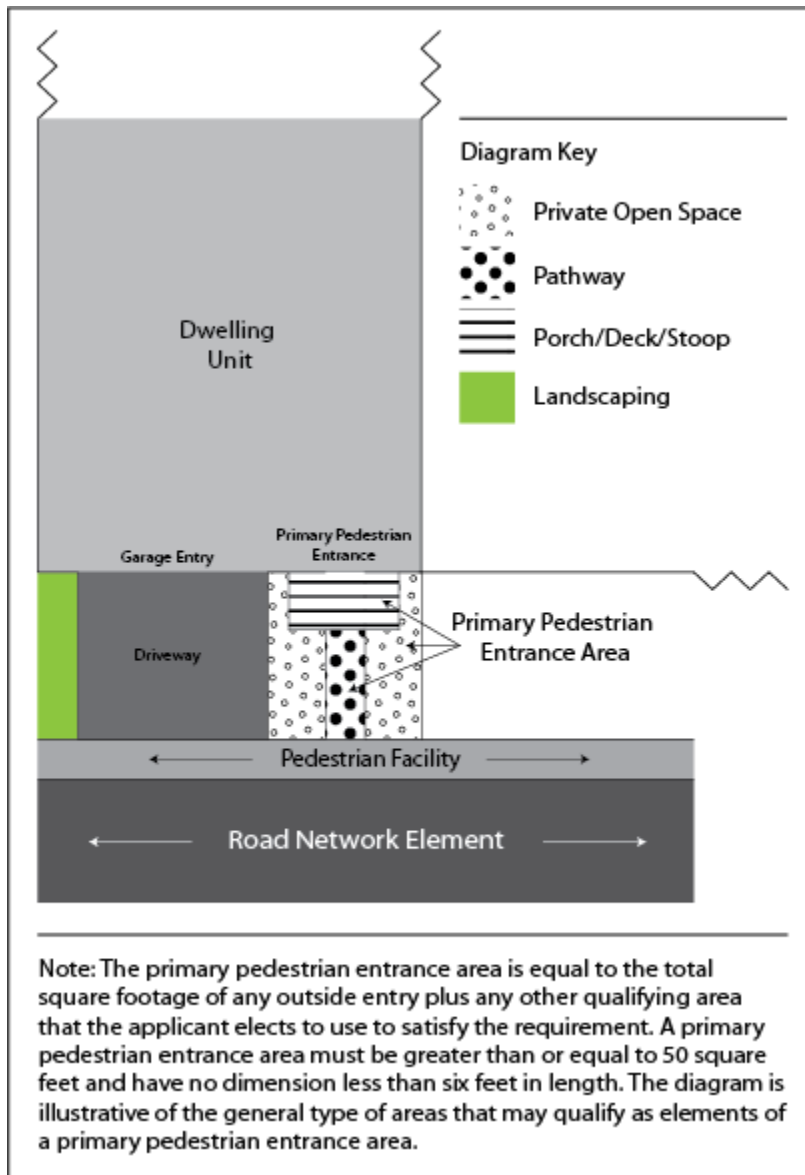 Diagram Key
Private Open Space
Pathway
Porch/Deck/Stoop
Landscaping
Dwelling
Unit
Garage Entry
Primary Pedestrian
Entrance
Driveway
Primary Pedestrian
Entrance Area
Pedestrian Facility
Road Network Element
Note: The primary pedestrian entrance area is equal to the total
square footage of any outside entry plus any other qualifying area
that the applicant elects to use to satisfy the requirement. A primary
pedestrian entrance area must be greater than or equal to 50 square
feet and have no dimension less than six feet in length. The diagram is
illustrative of the general type of areas that may qualify as elements of
a primary pedestrian entrance area.